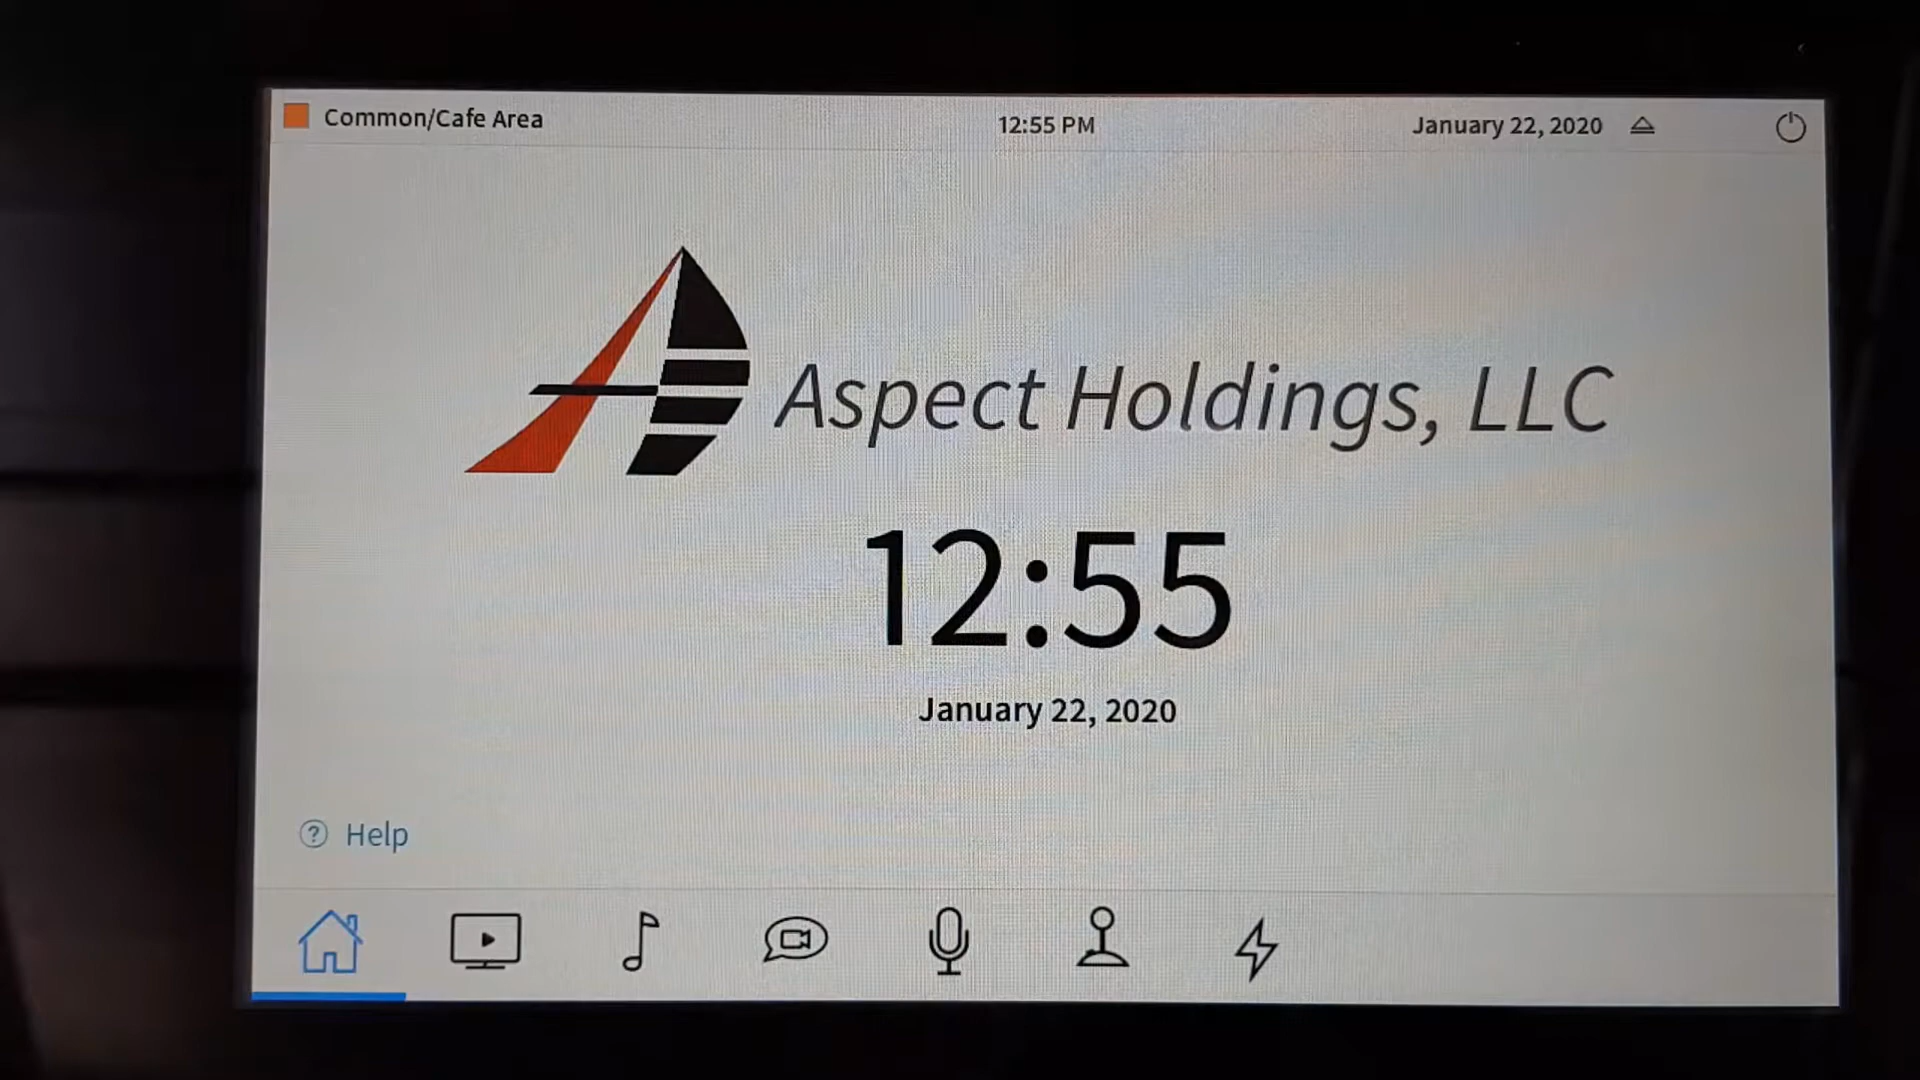 Common/Cafe Area
12:55 PM
January 22, 2020
Aspect Holdings, LLC
12:55
January 22, 2020
? Help